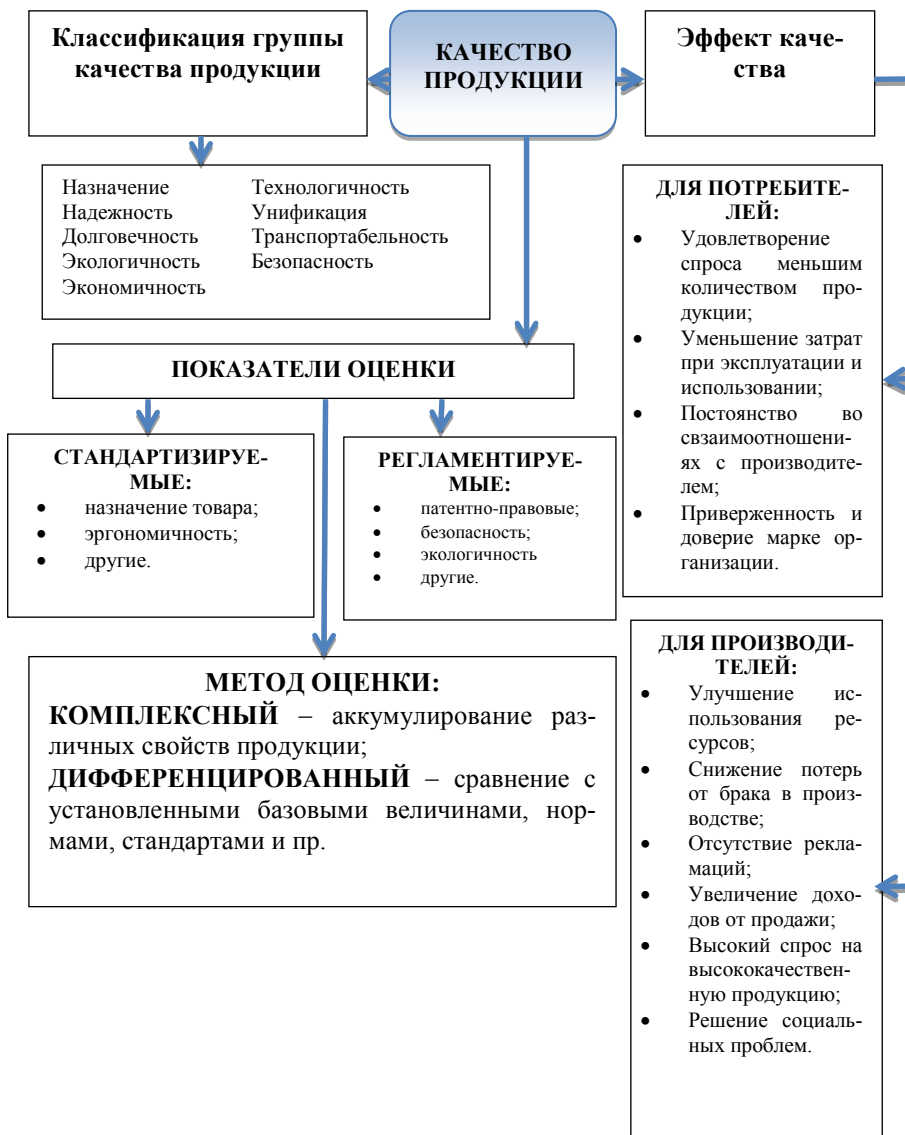 Классификация группы
качества продукции
КАЧЕСТВО
ПРОДУКЦИИ
Эффект каче-
ства
Назначение
Надежность
Долговечность
Экологичность
Экономичность
Технологичность
Унификация
Транспортабельность
Безопасность
ДЛЯ ПОТРЕБИТЕ-
ЛЕЙ:
• Удовлетворение
спроса меньшим
количеством про-
дукции;
• Уменьшение затрат
при эксплуатации и
использовании;
• Постоянство во
свзаимоотношени-
ях с производите-
лем;
• Приверженность и
доверие марке ор-
ганизации.
ПОКАЗАТЕЛИ ОЦЕНКИ
СТАНДАРТИЗИРУЕ-
МЫЕ:
• назначение товара;
• эргономичность;
• другие.
РЕГЛАМЕНТИРУЕ-
МЫЕ:
• патентно-правовые;
• безопасность;
• экологичность
• другие.
МЕТОД ОЦЕНКИ:
КОМПЛЕКСНЫЙ – аккумулирование раз-
личных свойств продукции;
ДИФФЕРЕНЦИРОВАННЫЙ – сравнение с
установленными базовыми величинами, нор-
мами, стандартами и пр.
ДЛЯ ПРОИЗВОДИ-
ТЕЛЕЙ:
• Улучшение ис-
пользования ре-
сурсов;
• Снижение потерь
от брака в произ-
водстве;
• Отсутствие рекла-
маций;
• Увеличение дохо-
дов от продажи;
• Высокий спрос на
высококачествен-
ную продукцию;
• Решение социаль-
ных проблем.